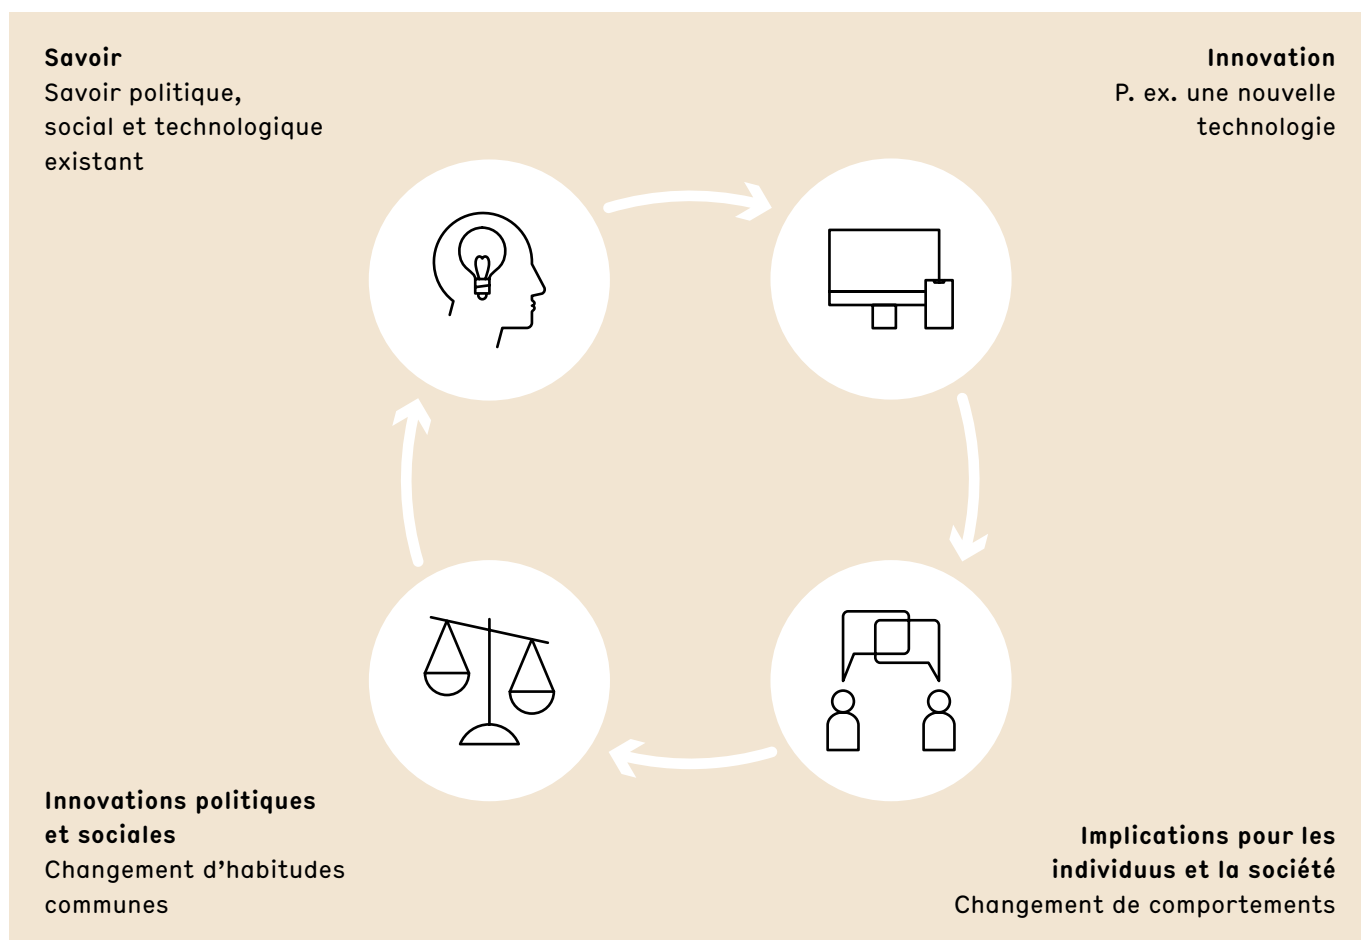 Savoir
Savoir politique,
social et technologique
existant
Innovation
P. ex. une nouvelle
technologie
Innovations politiques
et sociales
Changement d’habitudes
communes
Implications pour les
individuus et la société
Changement de comportements